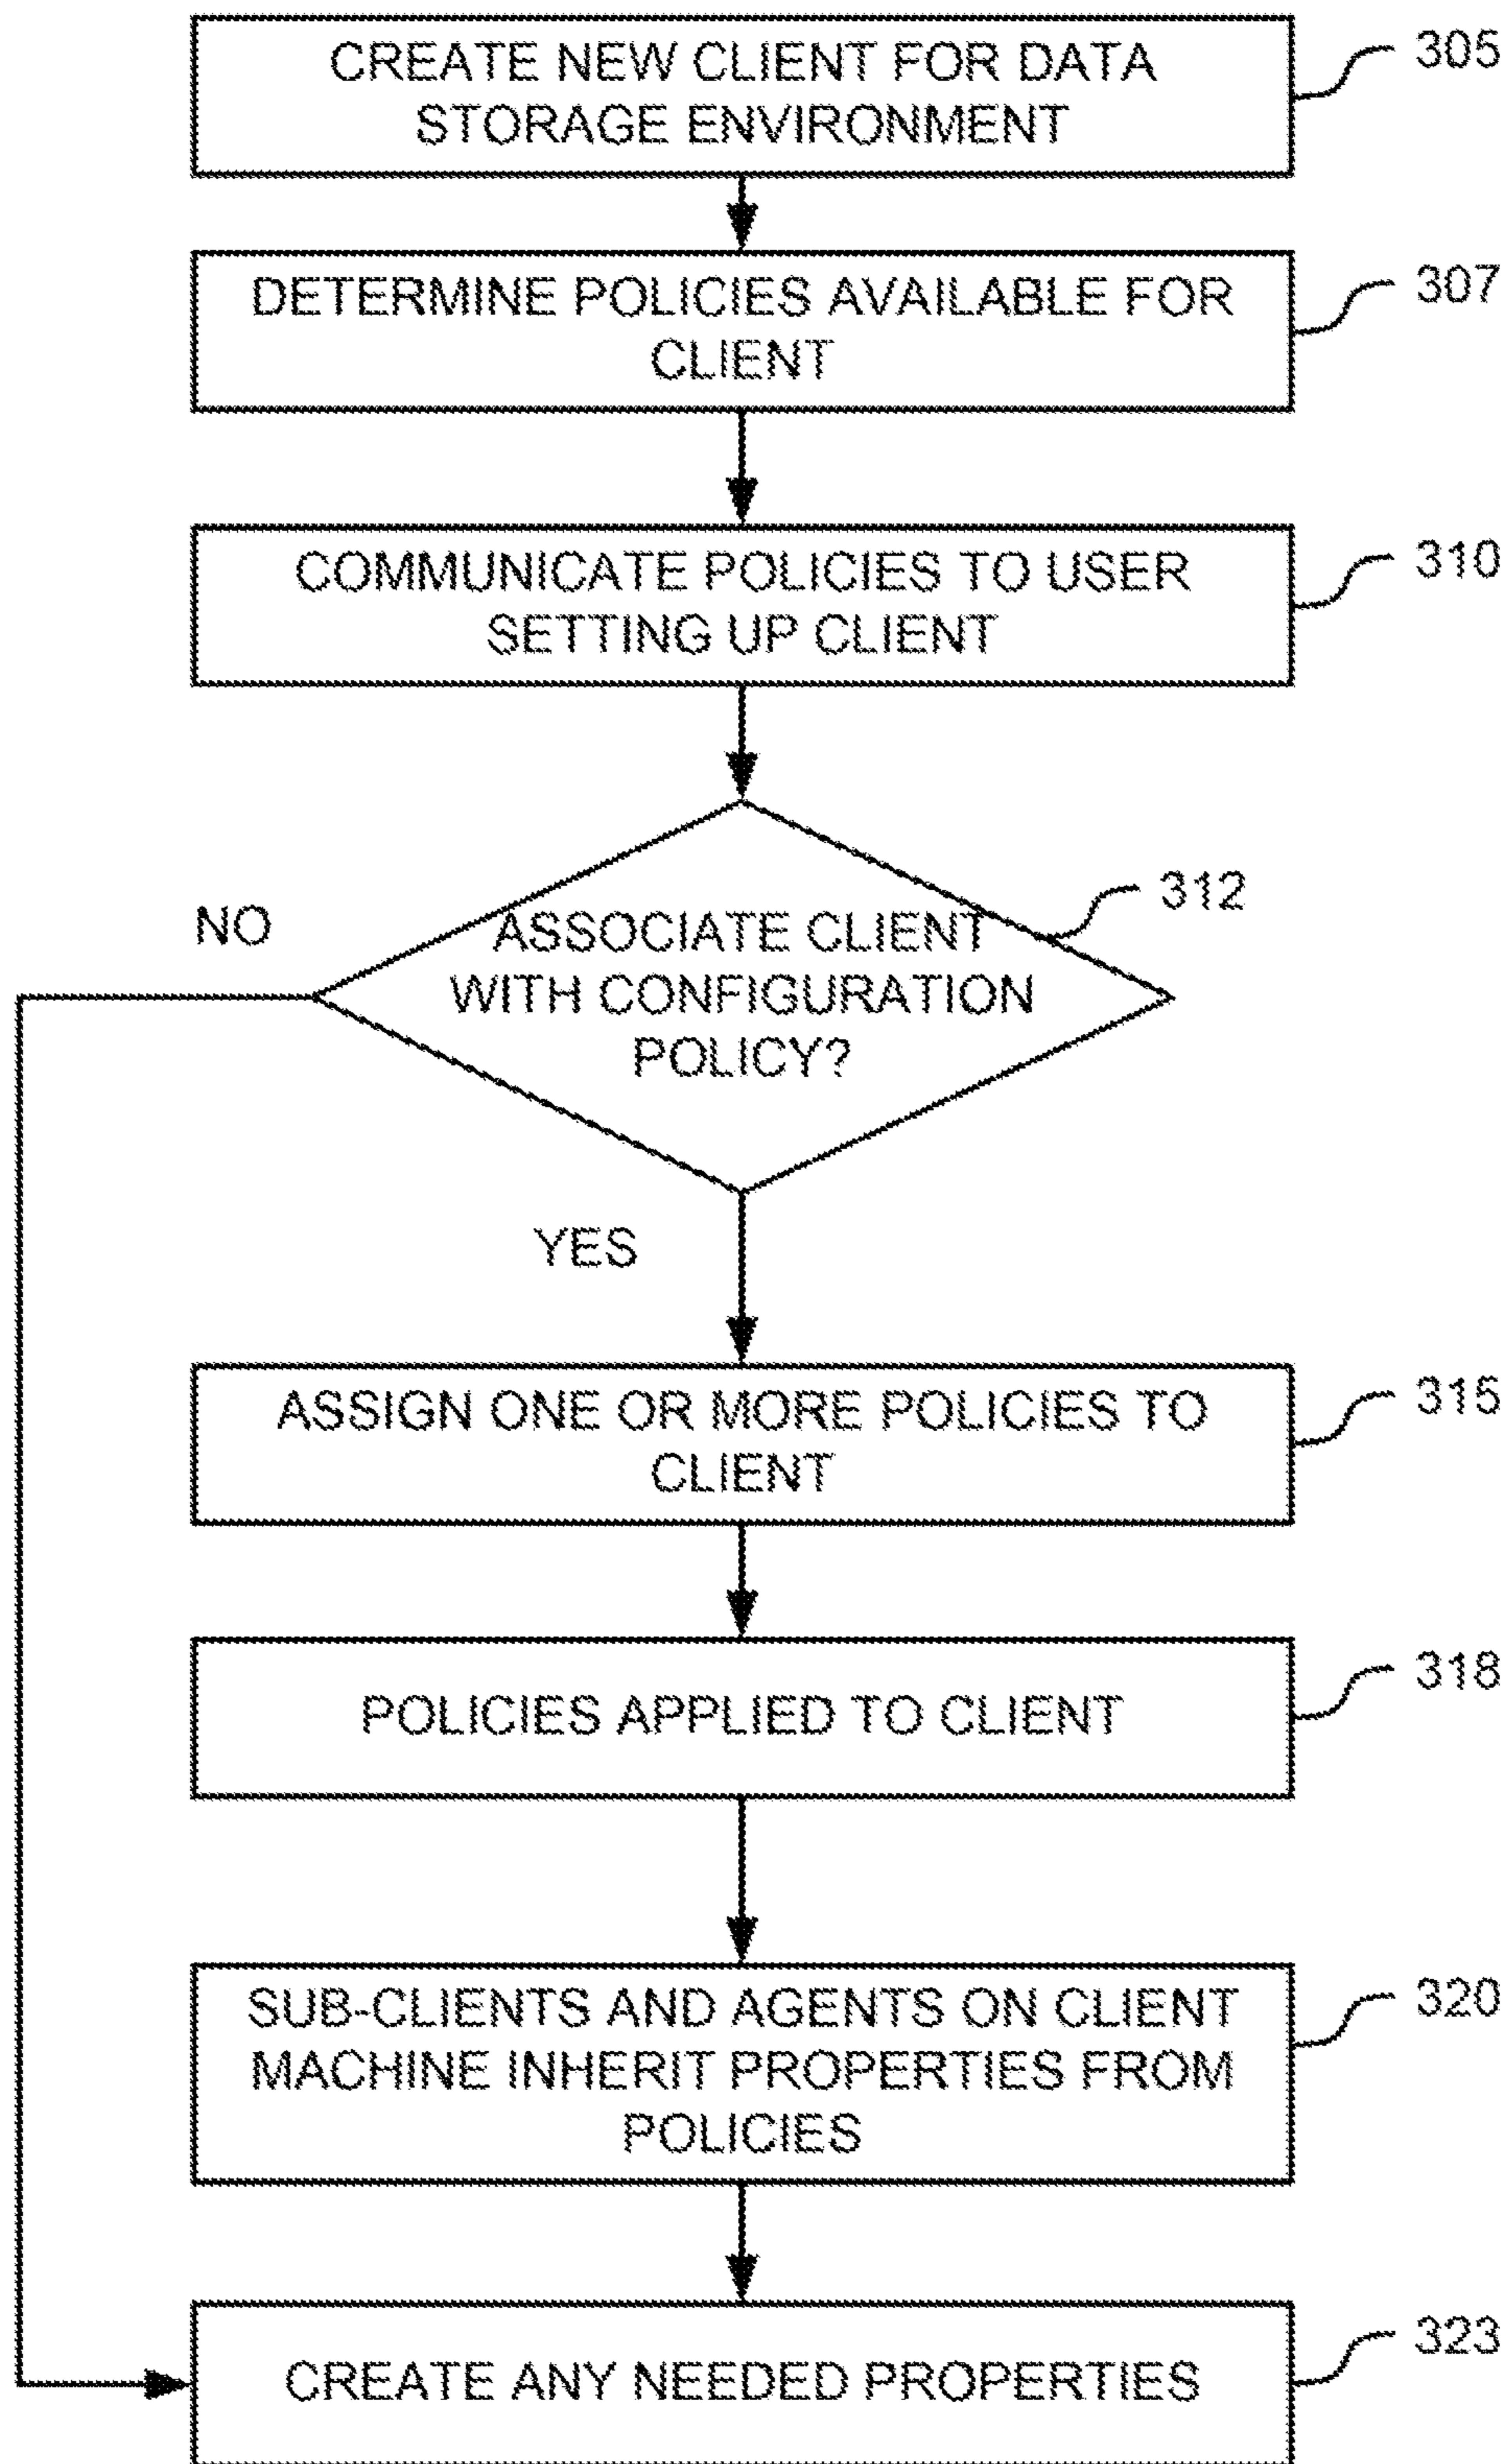 CREATE NEW CLIENT FOR DATA
STORAGE ENVIRONMENT
305
DETERMINE POLICIES AVAILABLE FOR
CLIENT
307
COMMUNICATE POLICIES TO USER
SETTING UP CLIENT
310
ASSOCIATE CLIENT
WITH CONFIGURATION
POLICY?
312
NO
YES
ASSIGN ONE OR MORE POLICIES TO
CLIENT
315
POLICIES APPLIED TO CLIENT
318
SUB-CLIENTS AND AGENTS ON CLIENT
MACHINE INHERIT PROPERTIES FROM
POLICIES
320
CREATE ANY NEEDED PROPERTIES
323